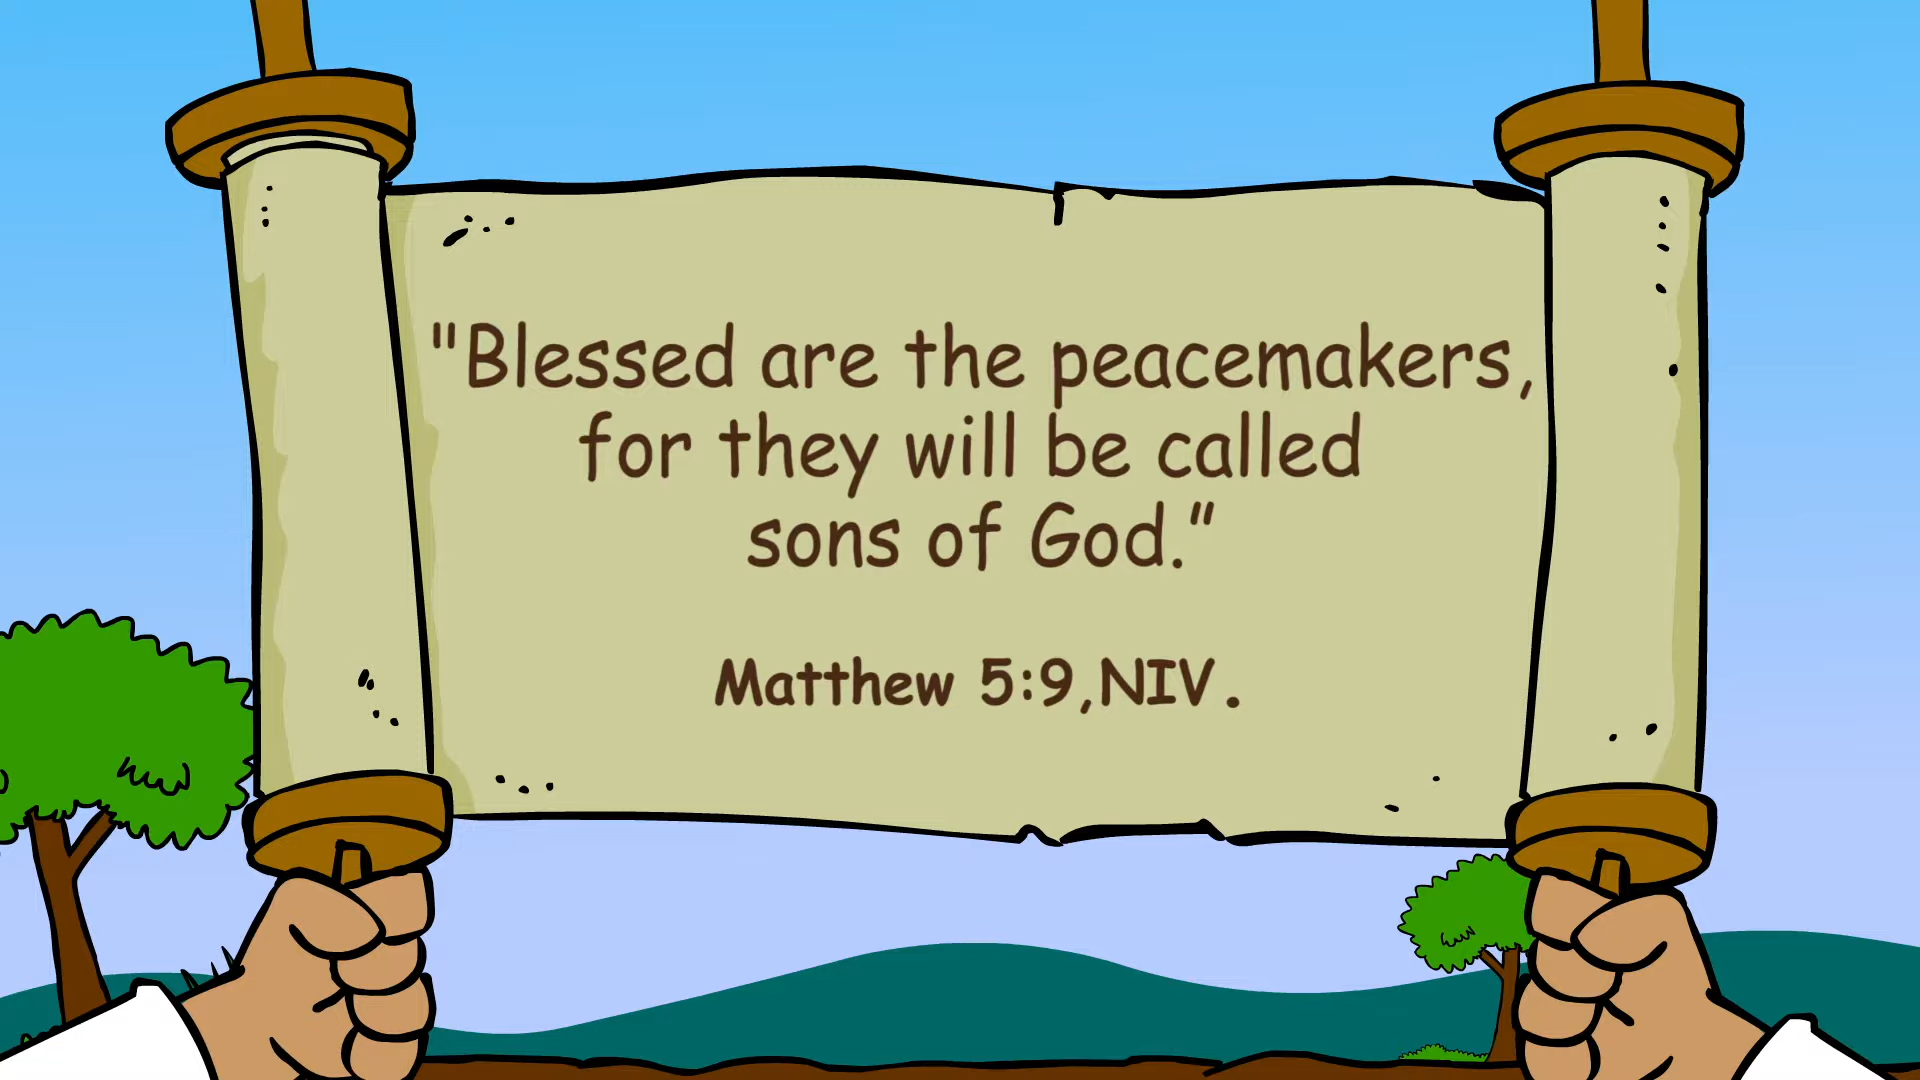 "Blessed are the peacemakers,
for they will be called
sons of God."
Matthew 5:9,NIV.